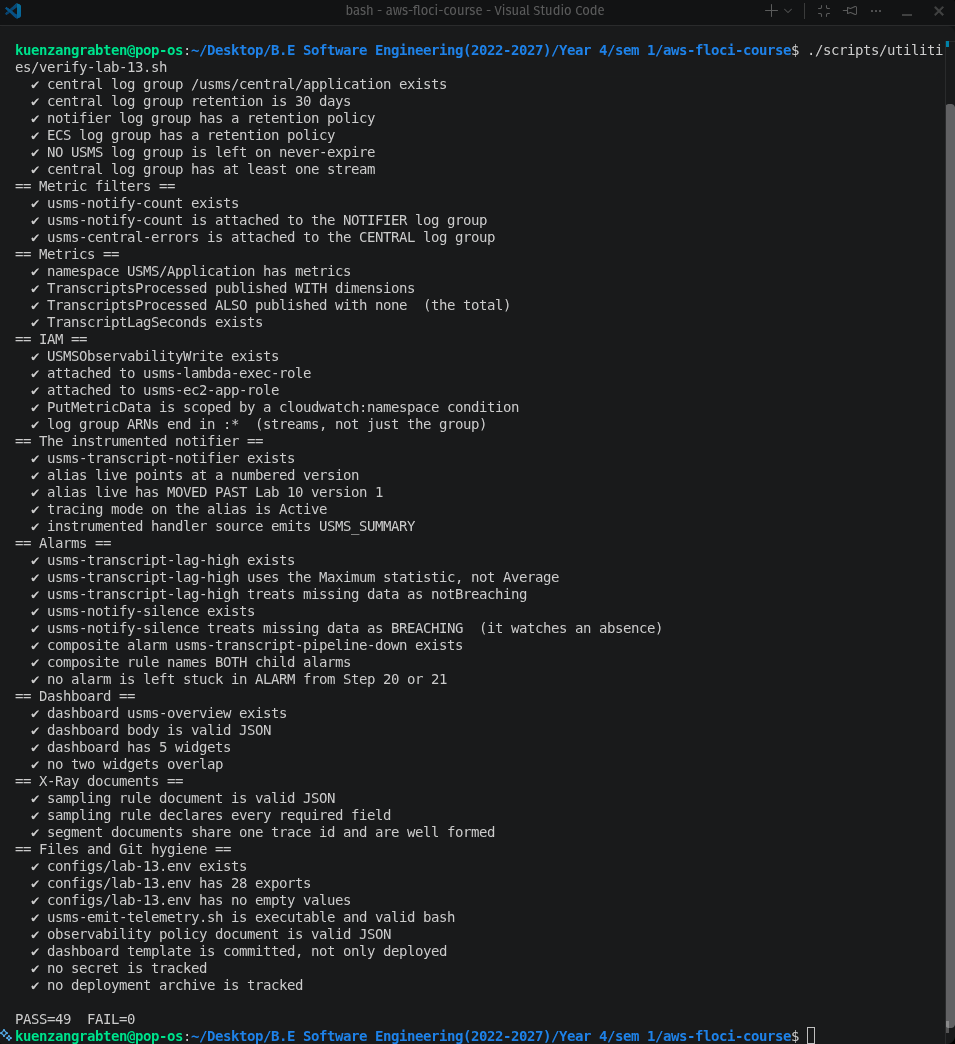 bash - aws-floci-course - Visual Studio Code
kuenzangrabten@pop-os:~/Desktop/B.E Software Engineering(2022-2027)/Year 4/sem 1/aws-floci-course$ ./scripts/utiliti
es/verify-lab-13.sh
✔ central log group /usms/central/application exists
✔ central log group retention is 30 days
✔ notifier log group has a retention policy
✔ ECS log group has a retention policy
✔ NO USMS log group is left on never-expire
✔ central log group has at least one stream
== Metric filters ==
✔ usms-notify-count exists
✔ usms-notify-count is attached to the NOTIFIER log group
✔ usms-central-errors is attached to the CENTRAL log group
== Metrics ==
✔ namespace USMS/Application has metrics
✔ TranscriptsProcessed published WITH dimensions
✔ TranscriptsProcessed ALSO published with none  (the total)
✔ TranscriptLagSeconds exists
== IAM ==
✔ USMSObservabilityWrite exists
✔ attached to usms-lambda-exec-role
✔ attached to usms-ec2-app-role
✔ PutMetricData is scoped by a cloudwatch:namespace condition
✔ log group ARNs end in :*  (streams, not just the group)
== The instrumented notifier ==
✔ usms-transcript-notifier exists
✔ alias live points at a numbered version
✔ alias live has MOVED PAST Lab 10 version 1
✔ tracing mode on the alias is Active
✔ instrumented handler source emits USMS_SUMMARY
== Alarms ==
✔ usms-transcript-lag-high exists
✔ usms-transcript-lag-high uses the Maximum statistic, not Average
✔ usms-transcript-lag-high treats missing data as notBreaching
✔ usms-notify-silence exists
✔ usms-notify-silence treats missing data as BREACHING  (it watches an absence)
✔ composite alarm usms-transcript-pipeline-down exists
✔ composite rule names BOTH child alarms
✔ no alarm is left stuck in ALARM from Step 20 or 21
== Dashboard ==
✔ dashboard usms-overview exists
✔ dashboard body is valid JSON
✔ dashboard has 5 widgets
✔ no two widgets overlap
== X-Ray documents ==
✔ sampling rule document is valid JSON
✔ sampling rule declares every required field
✔ segment documents share one trace id and are well formed
== Files and Git hygiene ==
✔ configs/lab-13.env exists
✔ configs/lab-13.env has 28 exports
✔ configs/lab-13.env has no empty values
✔ usms-emit-telemetry.sh is executable and valid bash
✔ observability policy document is valid JSON
✔ dashboard template is committed, not only deployed
✔ no secret is tracked
✔ no deployment archive is tracked
PASS=49  FAIL=0
kuenzangrabten@pop-os:~/Desktop/B.E Software Engineering(2022-2027)/Year 4/sem 1/aws-floci-course$